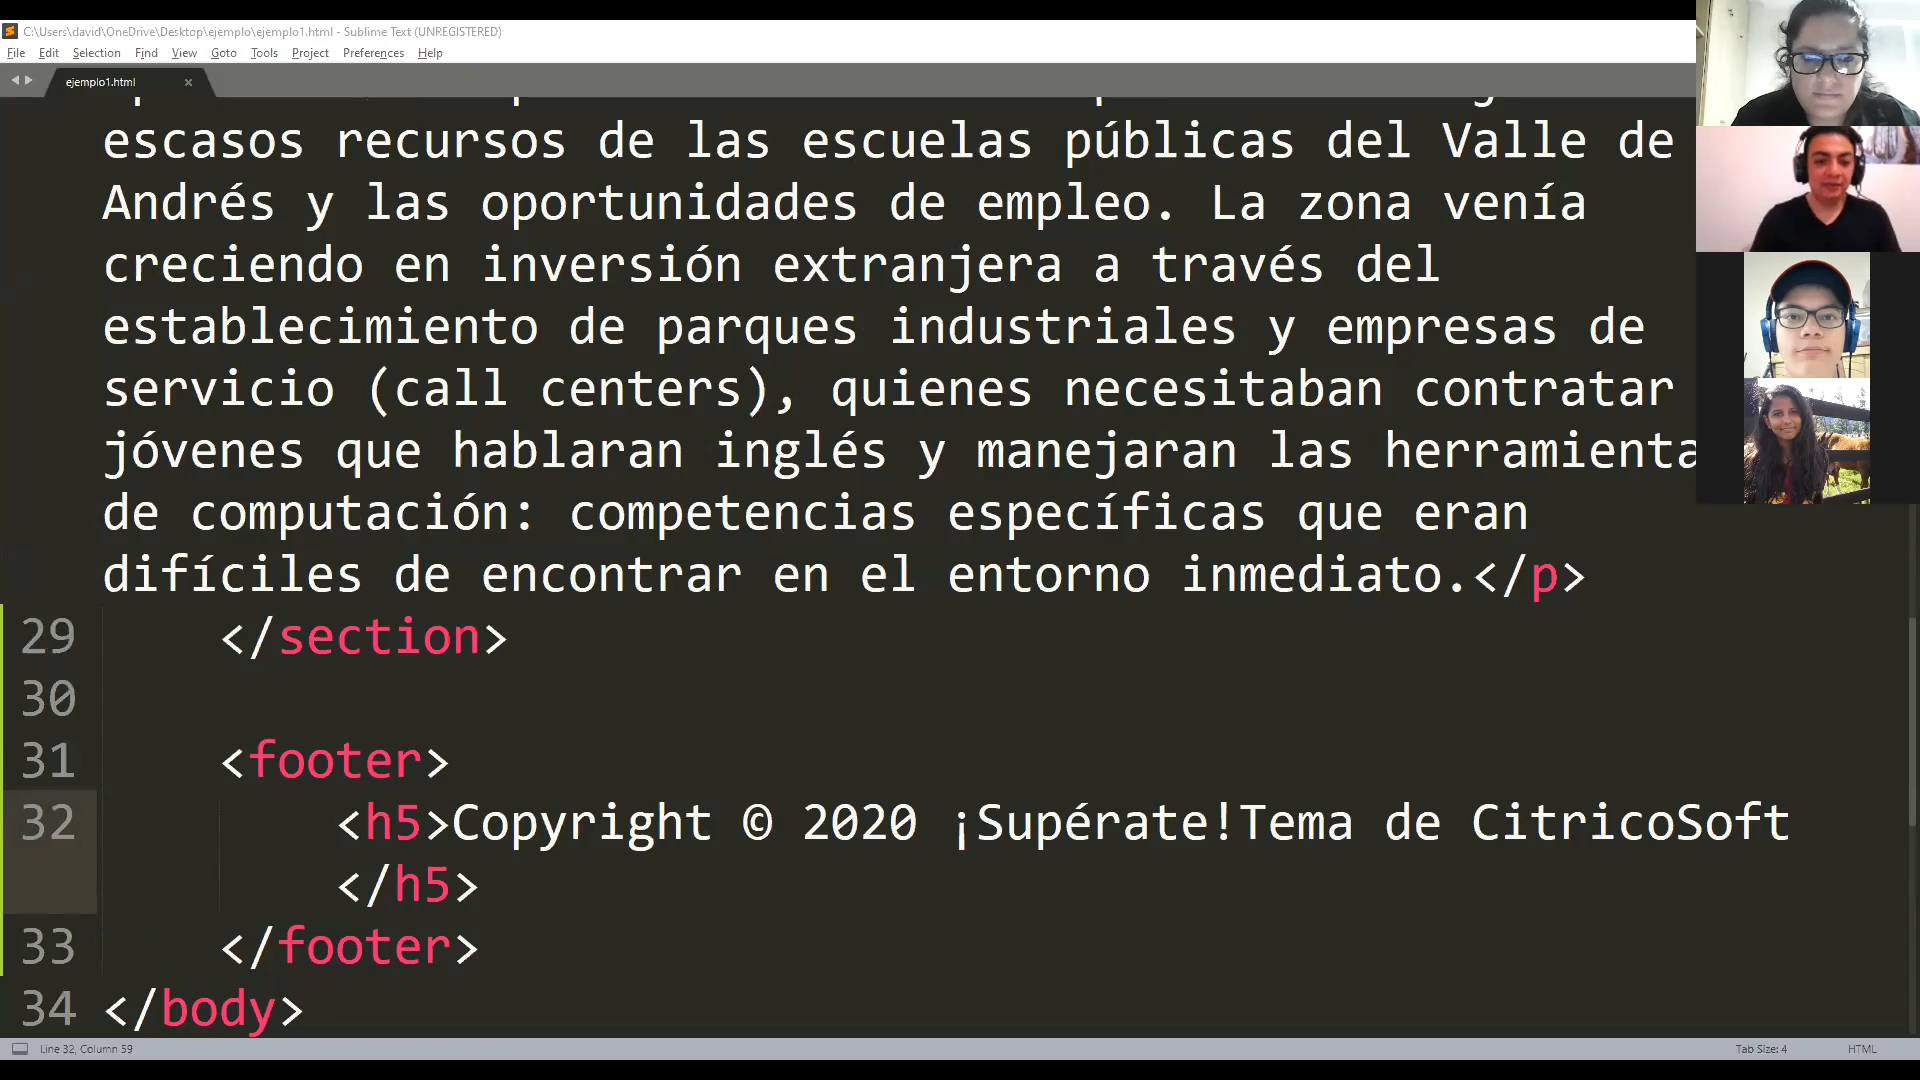 C:\Users\david\OneDrive\Desktop\ejemplo\ejemplo1.html - Sublime Text (UNREGISTERED)
File Edit Selection Find View Goto Tools Project Preferences Help
ejemplo1.html ×
escasos recursos de las escuelas públicas del Valle de
Andrés y las oportunidades de empleo. La zona venía
creciendo en inversión extranjera a través del
establecimiento de parques industriales y empresas de
servicio (call centers), quienes necesitaban contratar
jóvenes que hablaran inglés y manejaran las herramienta
de computación: competencias específicas que eran
difíciles de encontrar en el entorno inmediato.</p>
29 </section>
30
31 <footer>
32 <h5>Copyright © 2020 ¡Supérate!Tema de CitricoSoft
</h5>
33 </footer>
34 </body>
Line 32, Column 59 Tab Size: 4 HTML